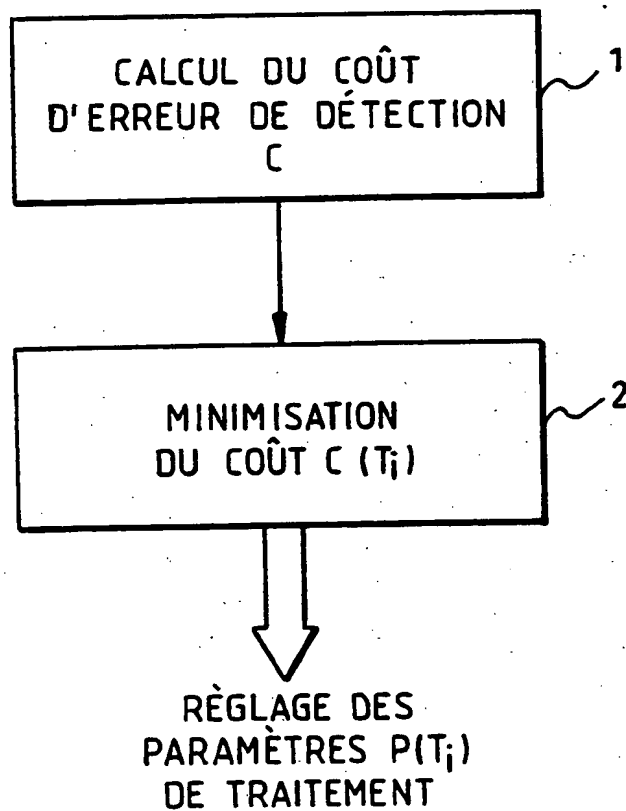 CALCUL DU COÛT
D'ERREUR DE DÉTECTION
C
1
MINIMISATION
DU COÛT C (Ti)
2
RÈGLAGE DES
PARAMÈTRES P(Ti)
DE TRAITEMENT